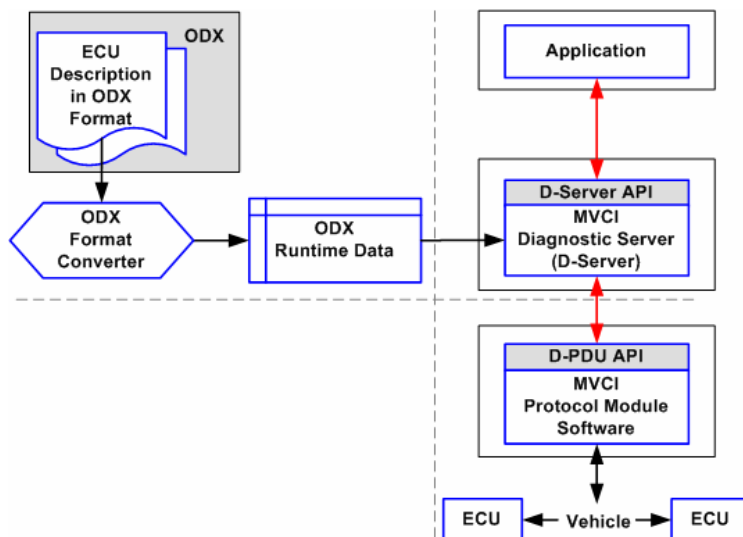 ODX
ECU
Description
in ODX
Format
Application
D-Server API
MVCI
Diagnostic Server
(D-Server)
ODX
Format
Converter
ODX
Runtime Data
D-PDU API
MVCI
Protocol Module
Software
ECU
Vehicle
ECU